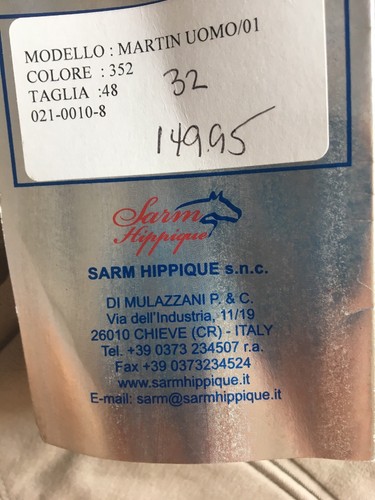 MODELLO : MARTIN UOMO/01
COLORE : 352
TAGLIA :48
32
021-0010-8
149.95
Sarm
Hippique
SARM HIPPIQUE s.n.c.
DI MULAZZANI P. & C.
Via dell'Industria, 11/19
26010 CHIEVE (CR) - ITALY
Tel. +39 0373 234507 r.a.
Fax +39 0373234524
www.sarmhippique.it
E-mail: sarm@sarmhippique.it